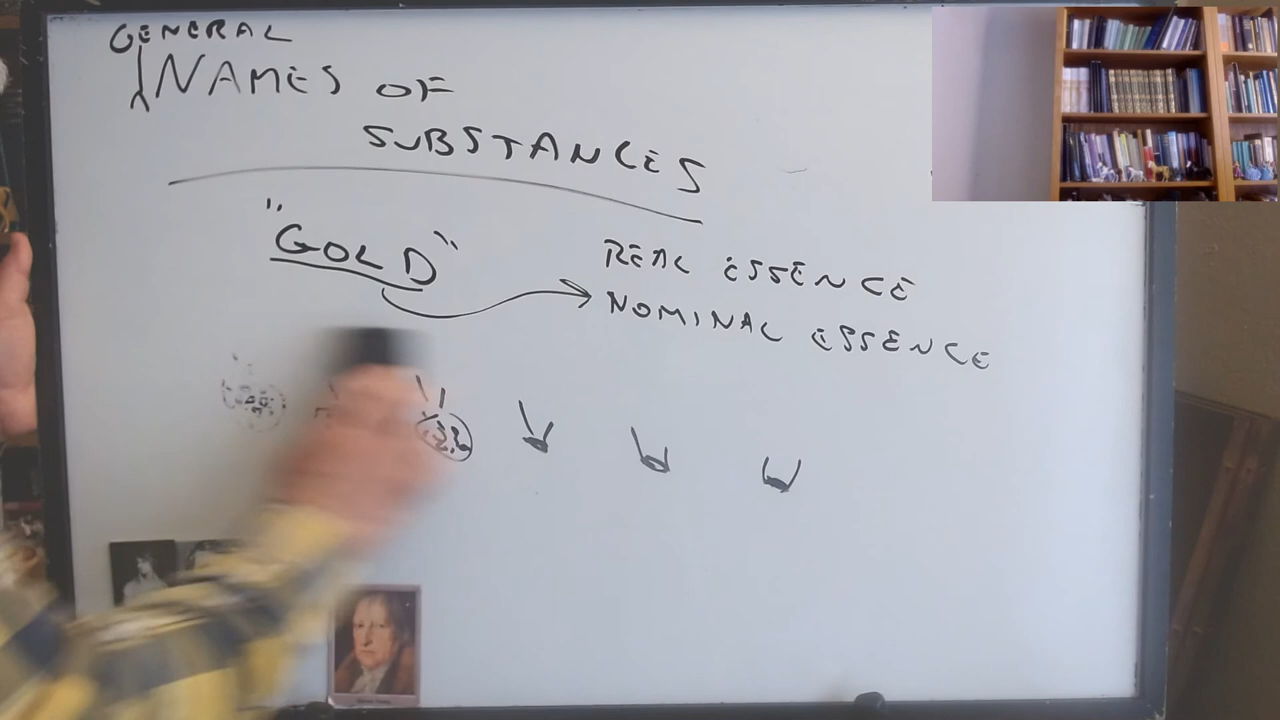 GENERAL
NAMES OF
SUBSTANCES
"GOLD"
REAL ESSENCE
NOMINAL ESSENCE